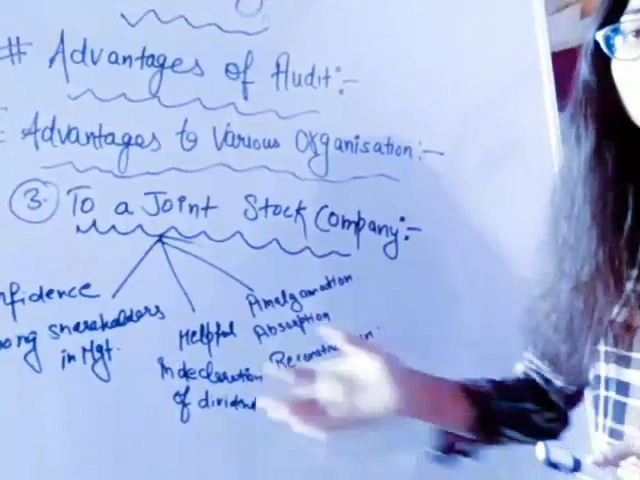 # Advantages of Audit:-
Advantages to Various Organisation:-
3. To a Joint Stock Company:-
nfidence
ong shareholders
in Mgt.
Helpful
In decleration
of dividend
Amalgamation
Absorption